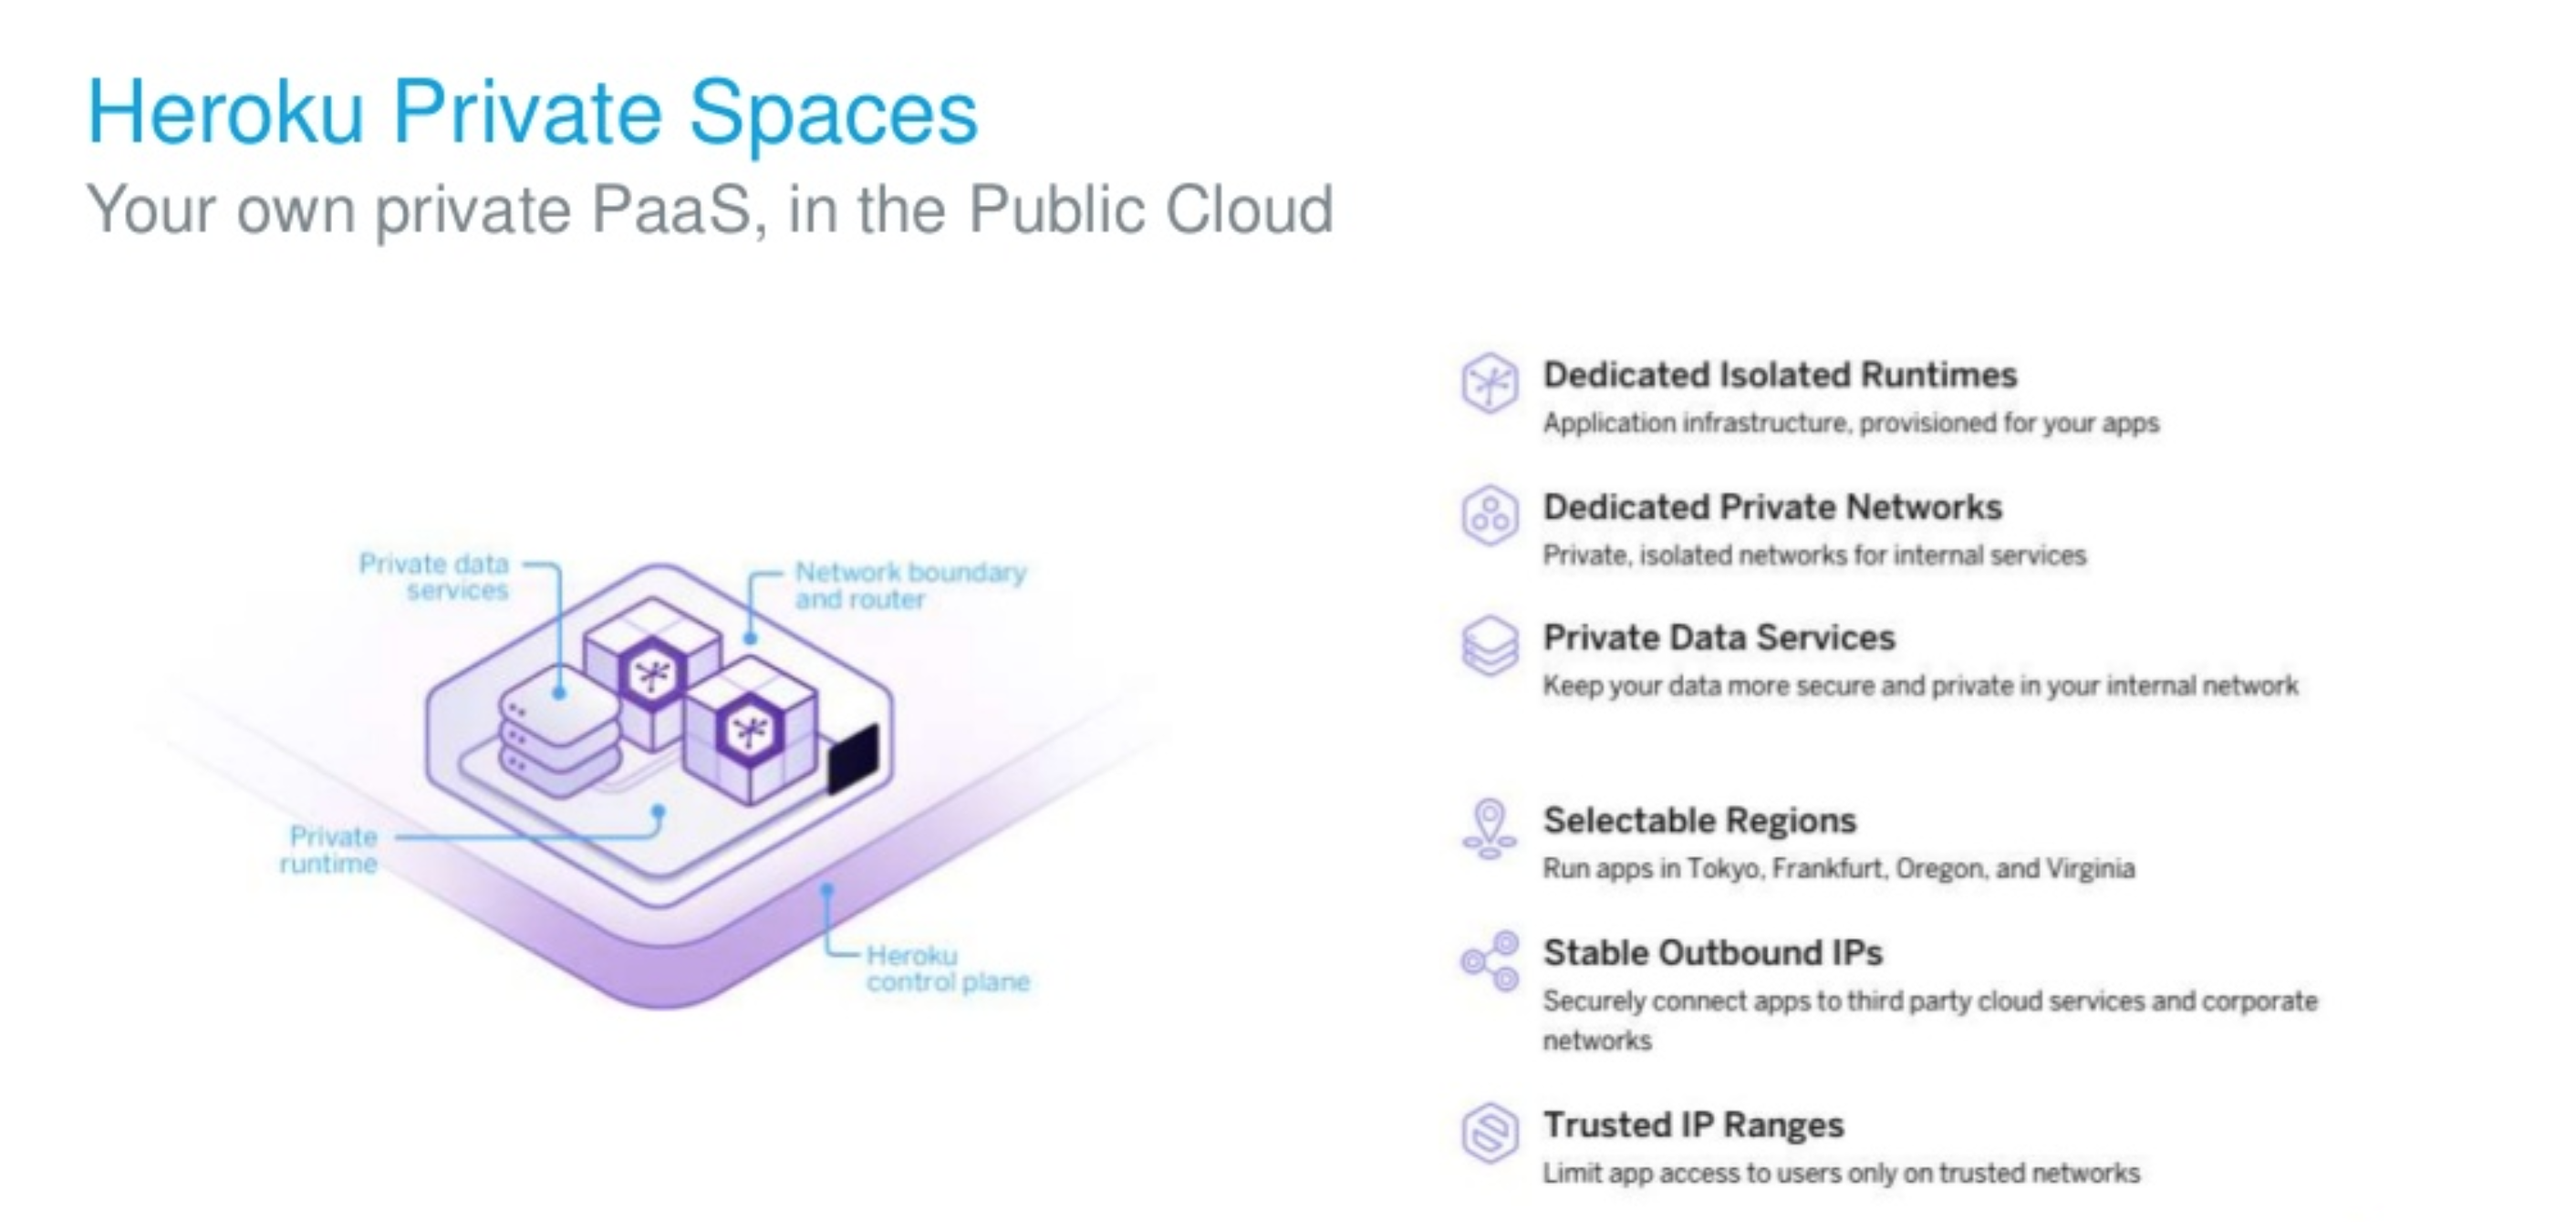 Heroku Private Spaces
Your own private PaaS, in the Public Cloud
Private data
services
Network boundary
and router
Private
runtime
Heroku
control plane
Dedicated Isolated Runtimes
Application infrastructure, provisioned for your apps
Dedicated Private Networks
Private, isolated networks for internal services
Private Data Services
Keep your data more secure and private in your internal network
Selectable Regions
Run apps in Tokyo, Frankfurt, Oregon, and Virginia
Stable Outbound IPs
Securely connect apps to third party cloud services and corporate
networks
Trusted IP Ranges
Limit app access to users only on trusted networks